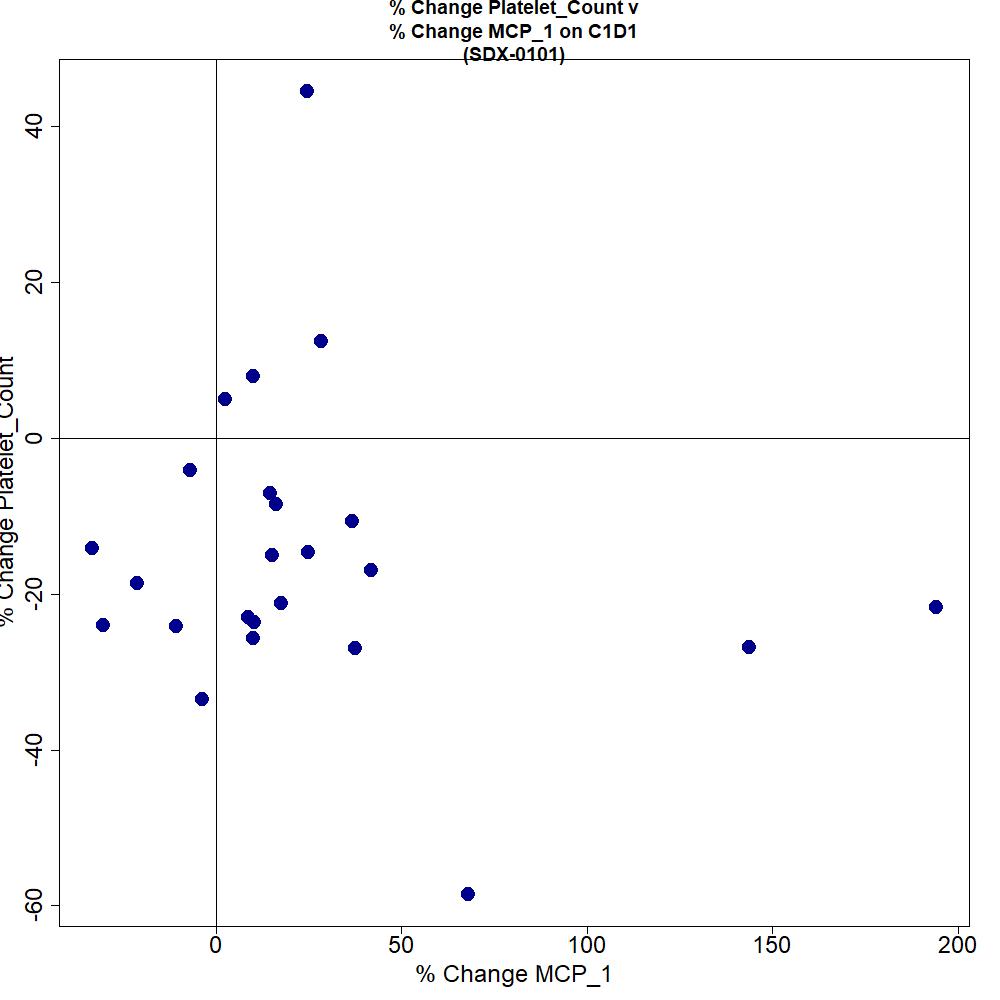 % Change Platelet_Count v
% Change MCP_1 on C1D1
(SDX-0101)
% Change Platelet_Count
40
20
0
-20
-40
-60
0 50 100 150 200
% Change MCP_1